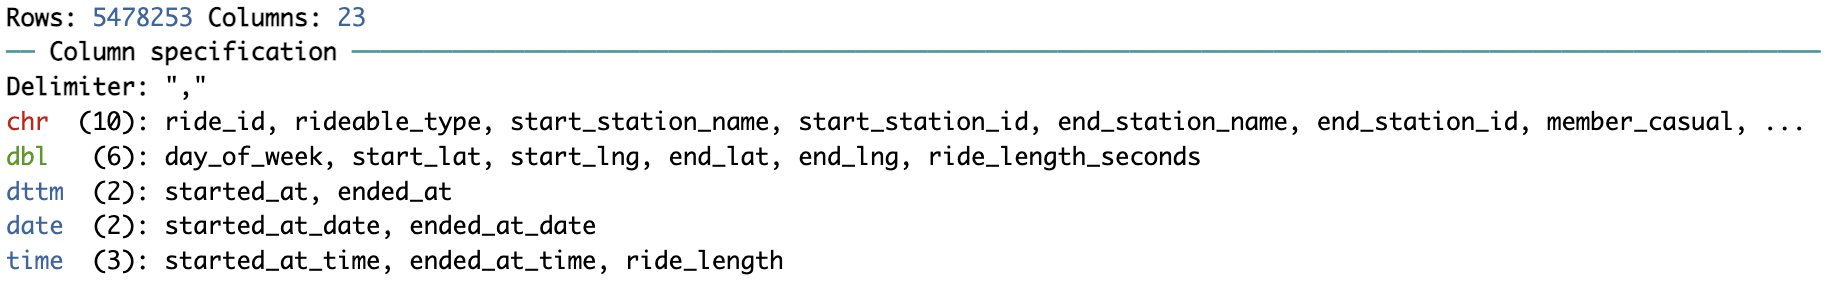 Rows: 5478253 Columns: 23
── Column specification ────────────────────────────────────────
Delimiter: ","
chr  (10): ride_id, rideable_type, start_station_name, start_station_id, end_station_name, end_station_id, member_casual, ...
dbl   (6): day_of_week, start_lat, start_lng, end_lat, end_lng, ride_length_seconds
dttm  (2): started_at, ended_at
date  (2): started_at_date, ended_at_date
time  (3): started_at_time, ended_at_time, ride_length